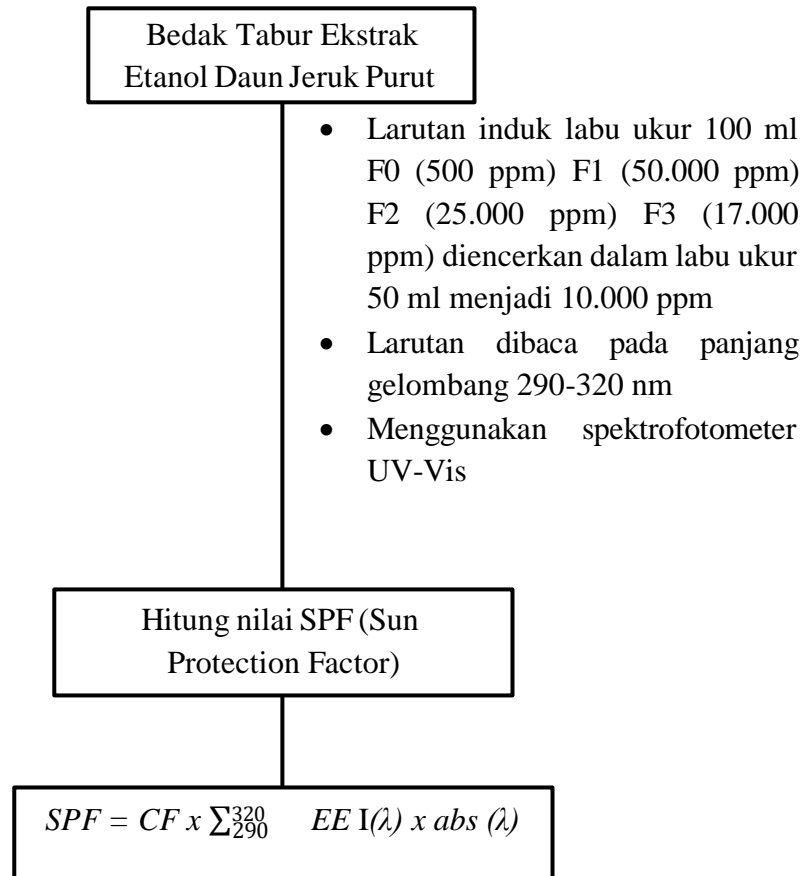 Bedak Tabur Ekstrak
Etanol Daun Jeruk Purut
• Larutan induk labu ukur 100 ml
F0 (500 ppm) F1 (50.000 ppm)
F2 (25.000 ppm) F3 (17.000
ppm) diencerkan dalam labu ukur
50 ml menjadi 10.000 ppm
• Larutan dibaca pada panjang
gelombang 290-320 nm
• Menggunakan spektrofotometer
UV-Vis
Hitung nilai SPF (Sun
Protection Factor)
SPF = CF x ∑₂₉₀³²⁰ EE I(λ) x abs (λ)